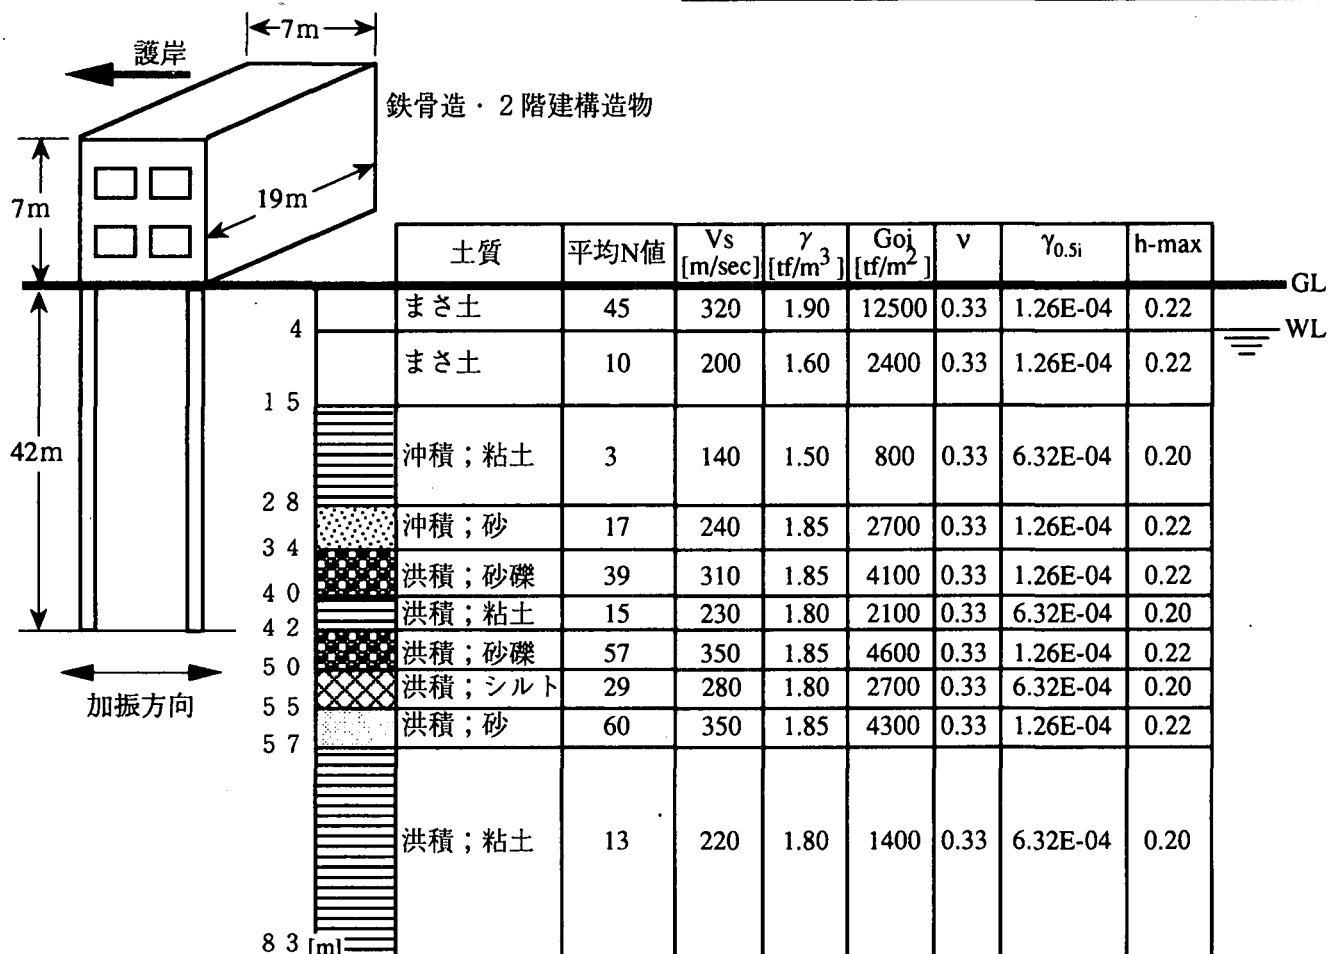 7m
護岸
鉄骨造・2階建構造物
7m
19m
土質 平均N値 Vs [m/sec] γ [tf/m³] Goi [tf/m²] ν γ0.5i h-max
GL
まさ土 45 320 1.90 12500 0.33 1.26E-04 0.22
4
WL
まさ土 10 200 1.60 2400 0.33 1.26E-04 0.22
15
42m
沖積；粘土 3 140 1.50 800 0.33 6.32E-04 0.20
28
沖積；砂 17 240 1.85 2700 0.33 1.26E-04 0.22
34
洪積；砂礫 39 310 1.85 4100 0.33 1.26E-04 0.22
40
洪積；粘土 15 230 1.80 2100 0.33 6.32E-04 0.20
42
洪積；砂礫 57 350 1.85 4600 0.33 1.26E-04 0.22
50
洪積；シルト 29 280 1.80 2700 0.33 6.32E-04 0.20
加振方向
55
洪積；砂 60 350 1.85 4300 0.33 1.26E-04 0.22
57
洪積；粘土 13 220 1.80 1400 0.33 6.32E-04 0.20
83 [m]